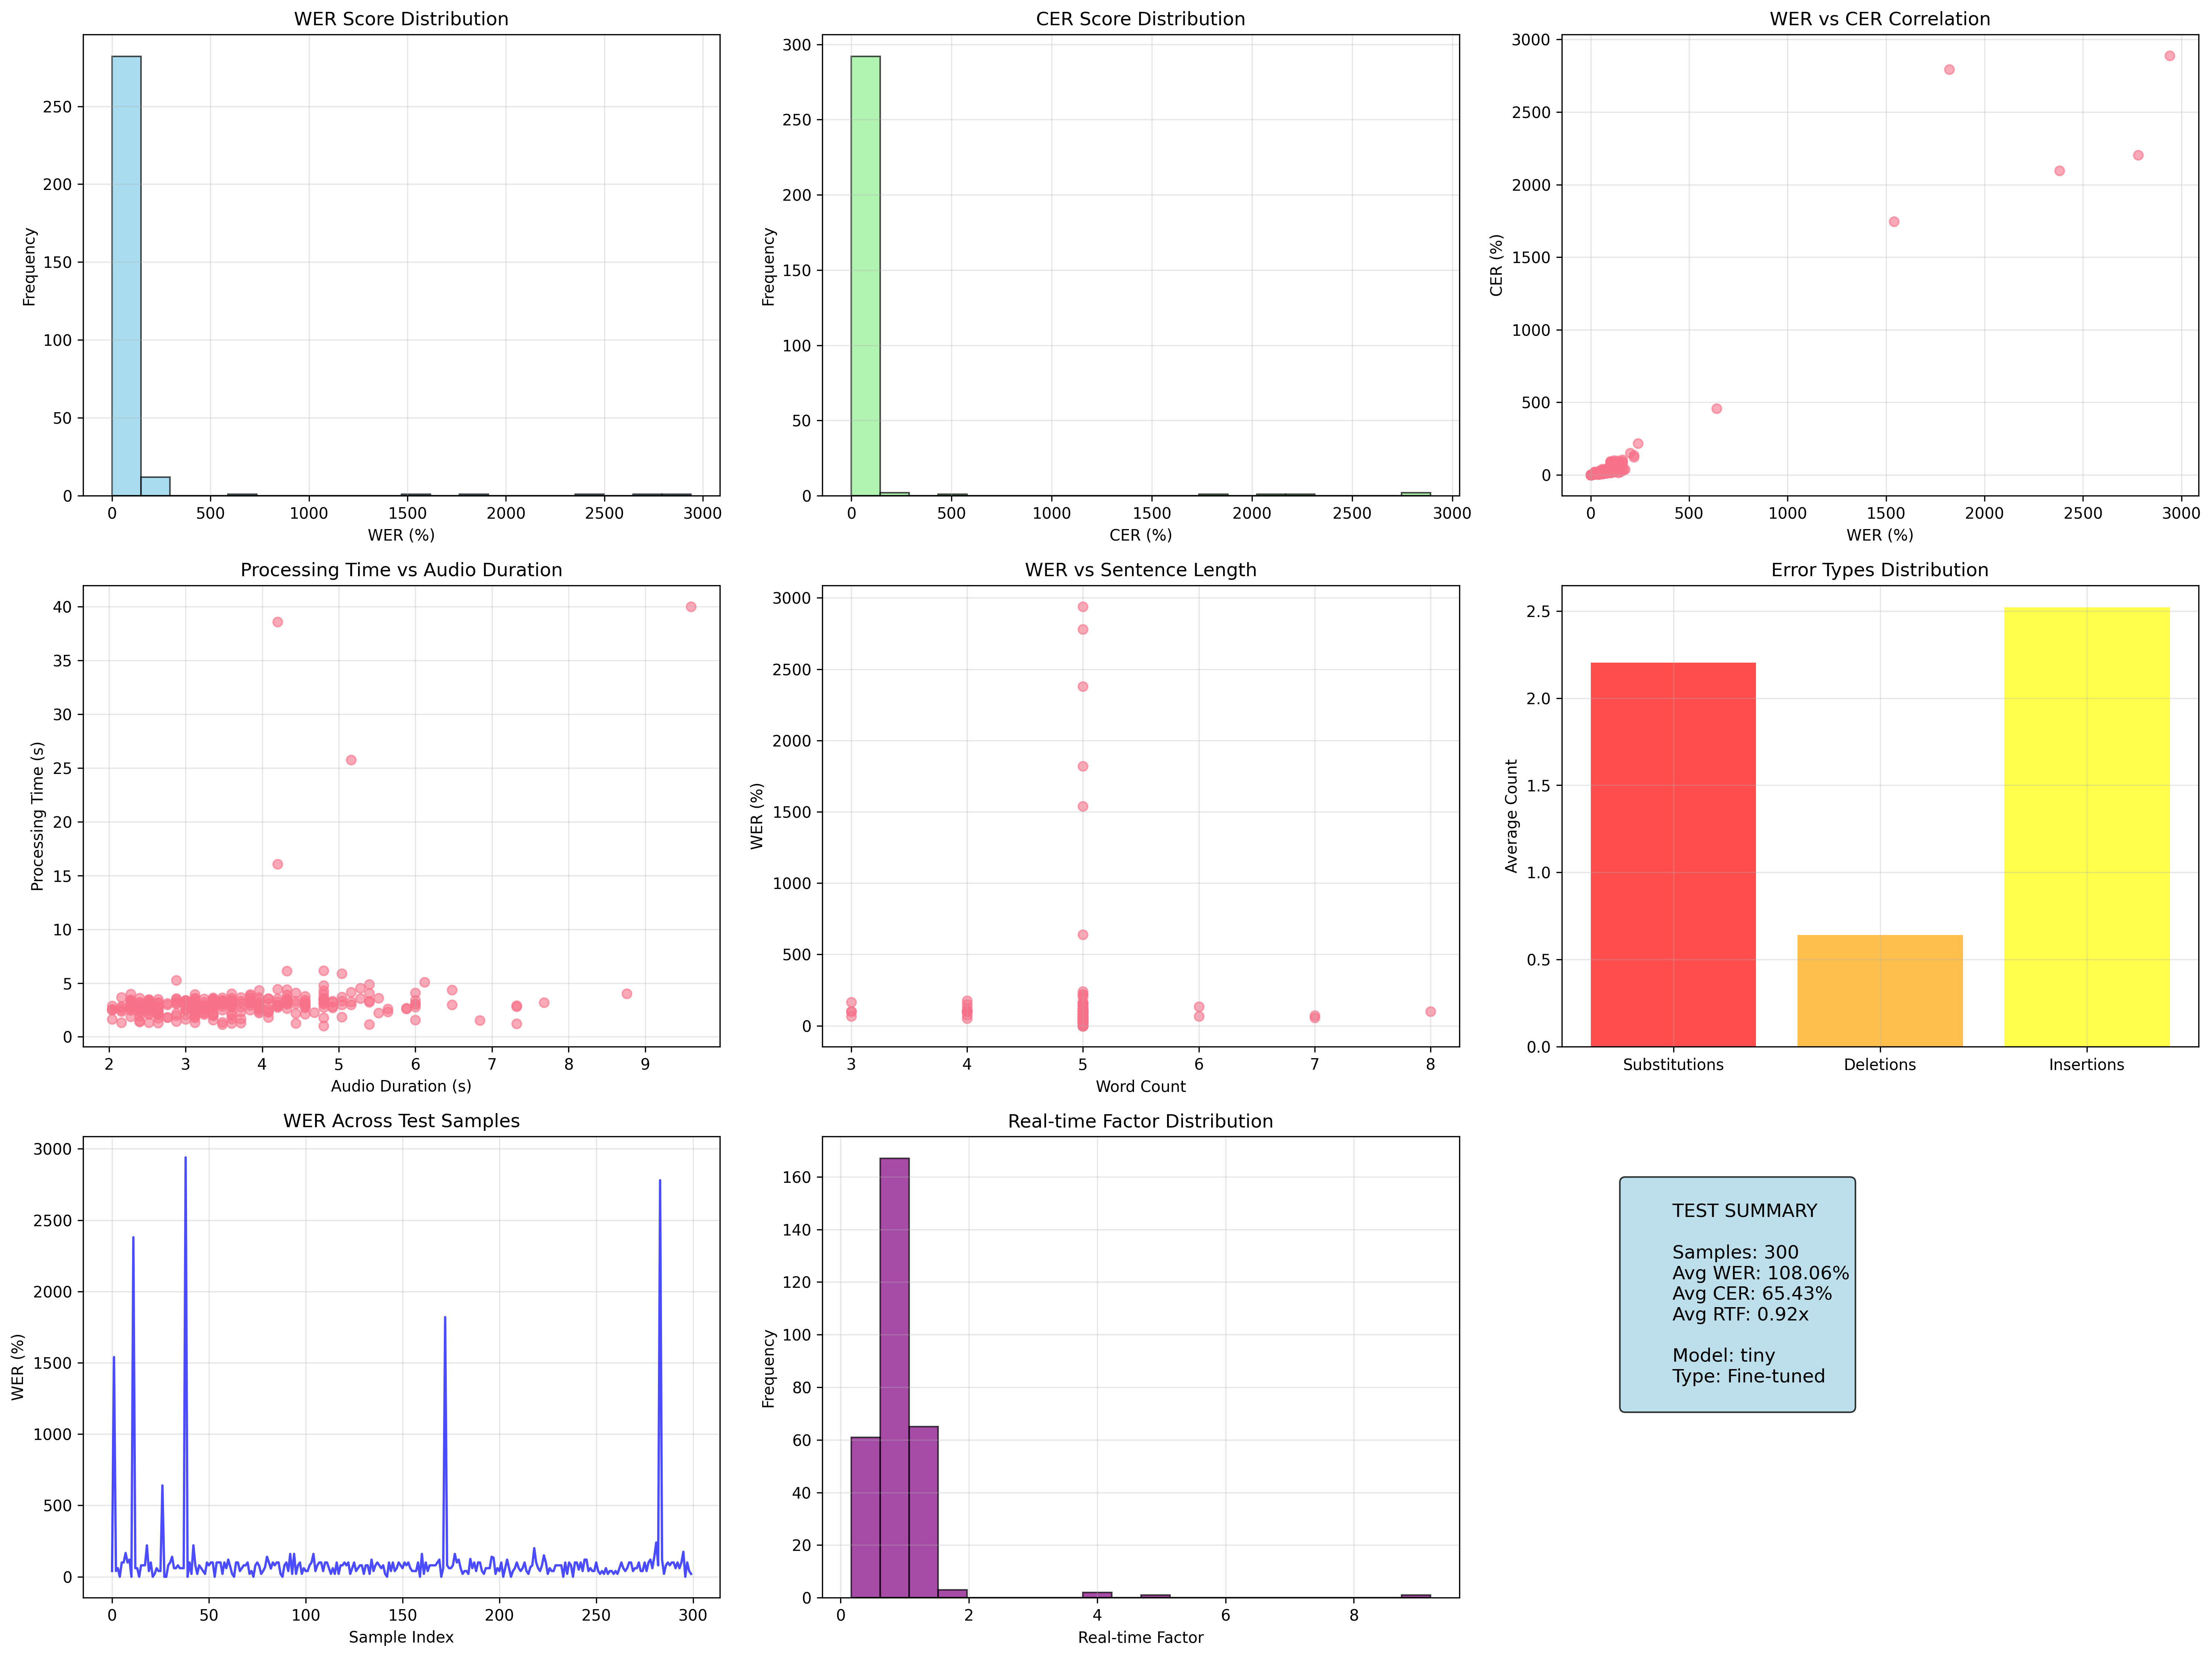 WER Score Distribution
Frequency
250
200
150
100
50
0
0 500 1000 1500 2000 2500 3000
WER (%)
CER Score Distribution
Frequency
300
250
200
150
100
50
0
0 500 1000 1500 2000 2500 3000
CER (%)
WER vs CER Correlation
CER (%)
3000
2500
2000
1500
1000
500
0
0 500 1000 1500 2000 2500 3000
WER (%)
Processing Time vs Audio Duration
Processing Time (s)
40
35
30
25
20
15
10
5
0
2 3 4 5 6 7 8 9
Audio Duration (s)
WER vs Sentence Length
WER (%)
3000
2500
2000
1500
1000
500
0
3 4 5 6 7 8
Word Count
Error Types Distribution
Average Count
2.5
2.0
1.5
1.0
0.5
0.0
Substitutions Deletions Insertions
WER Across Test Samples
WER (%)
3000
2500
2000
1500
1000
500
0
0 50 100 150 200 250 300
Sample Index
Real-time Factor Distribution
Frequency
160
140
120
100
80
60
40
20
0
0 2 4 6 8
Real-time Factor
TEST SUMMARY
Samples: 300
Avg WER: 108.06%
Avg CER: 65.43%
Avg RTF: 0.92x
Model: tiny
Type: Fine-tuned